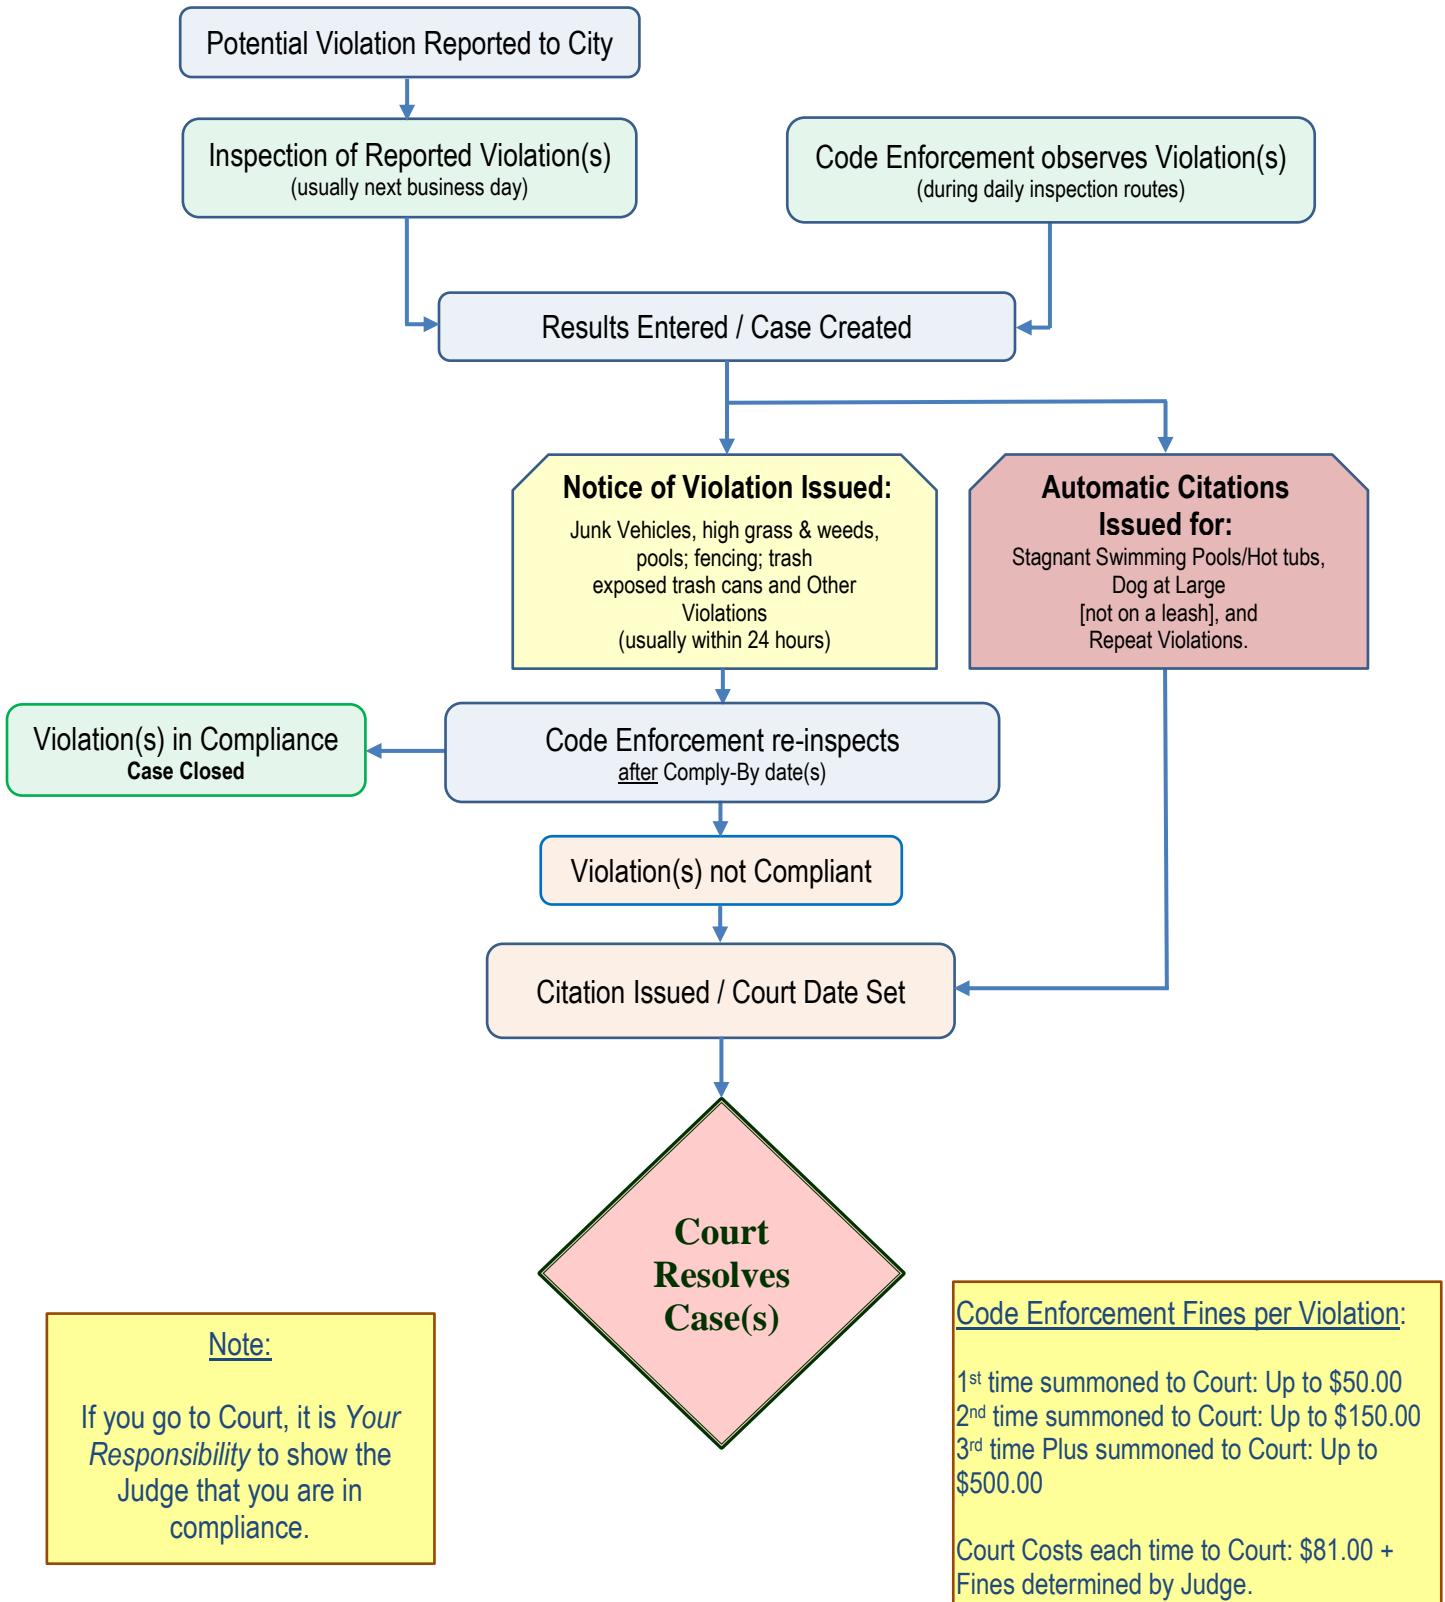 Potential Violation Reported to City
Inspection of Reported Violation(s)
(usually next business day)
Code Enforcement observes Violation(s)
(during daily inspection routes)
Results Entered / Case Created
Notice of Violation Issued:
Junk Vehicles, high grass & weeds,
pools; fencing; trash
exposed trash cans and Other
Violations
(usually within 24 hours)
Automatic Citations
Issued for:
Stagnant Swimming Pools/Hot tubs,
Dog at Large
[not on a leash], and
Repeat Violations.
Violation(s) in Compliance
Case Closed
Code Enforcement re-inspects
after Comply-By date(s)
Violation(s) not Compliant
Citation Issued / Court Date Set
Court
Resolves
Case(s)
Note:
If you go to Court, it is Your
Responsibility to show the
Judge that you are in
compliance.
Code Enforcement Fines per Violation:
1st time summoned to Court: Up to $50.00
2nd time summoned to Court: Up to $150.00
3rd time Plus summoned to Court: Up to
$500.00
Court Costs each time to Court: $81.00 +
Fines determined by Judge.